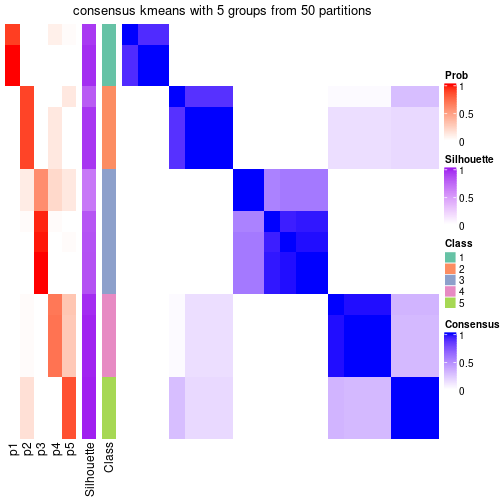 consensus kmeans with 5 groups from 50 partitions
Prob
1
0.5
0
Silhouette
1
0.5
0
Class
1
2
3
4
5
Consensus
1
0.5
0
p1
p2
p3
p4
p5
Silhouette
Class